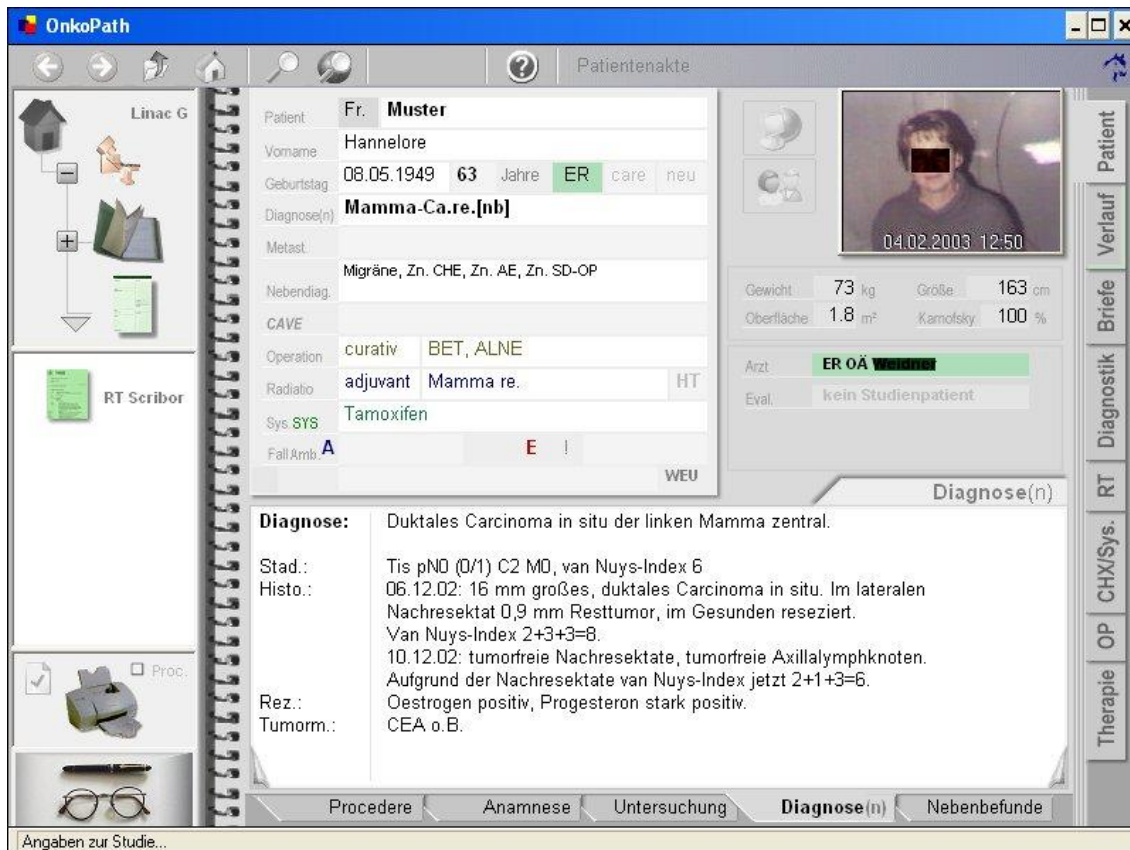 OnkoPath
Patientenakte
Linac G
RT Scribor
Proc.
Patient Fr. Muster
Vorname Hannelore
Geburtstag 08.05.1949 63 Jahre ER care neu
Diagnose(n) Mamma-Ca.re.[nb]
Metast.
Nebendiag. Migräne, Zn. CHE, Zn. AE, Zn. SD-OP
CAVE
Operation curativ BET, ALNE
Radiatio adjuvant Mamma re. HT
Sys. SYS Tamoxifen
Fall Amb. A E !
WEU
04.02.2003 12:50
Gewicht 73 kg Größe 163 cm
Oberfläche 1.8 m² Karnofsky 100 %
Arzt ER OÄ Weidner
Eval. kein Studienpatient
Diagnose(n)
Diagnose: Duktales Carcinoma in situ der linken Mamma zentral.
Stad.: Tis pN0 (0/1) C2 M0, van Nuys-Index 6
Histo.: 06.12.02: 16 mm großes, duktales Carcinoma in situ. Im lateralen
Nachresektat 0,9 mm Resttumor, im Gesunden reseziert.
Van Nuys-Index 2+3+3=8.
10.12.02: tumorfreie Nachresektate, tumorfreie Axillalymphknoten.
Aufgrund der Nachresektate van Nuys-Index jetzt 2+1+3=6.
Rez.: Oestrogen positiv, Progesteron stark positiv.
Tumorm.: CEA o.B.
Procedere Anamnese Untersuchung Diagnose(n) Nebenbefunde
Patient
Verlauf
Briefe
Diagnostik
RT
CHX/Sys.
OP
Therapie
Angaben zur Studie...